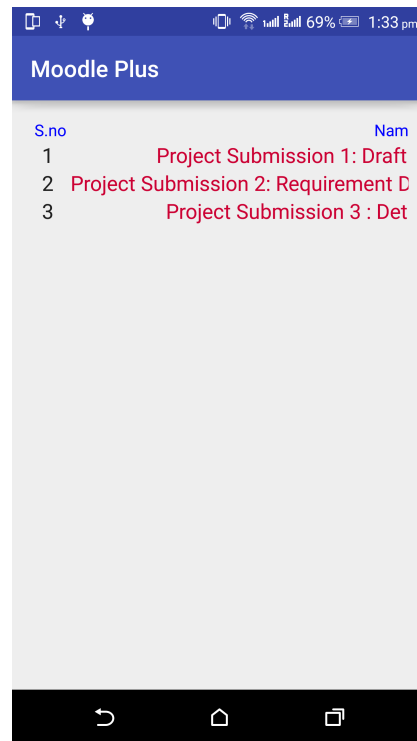 69% 1:33 pm
Moodle Plus
S.no Nam
1 Project Submission 1: Draft
2 Project Submission 2: Requirement D
3 Project Submission 3 : Det